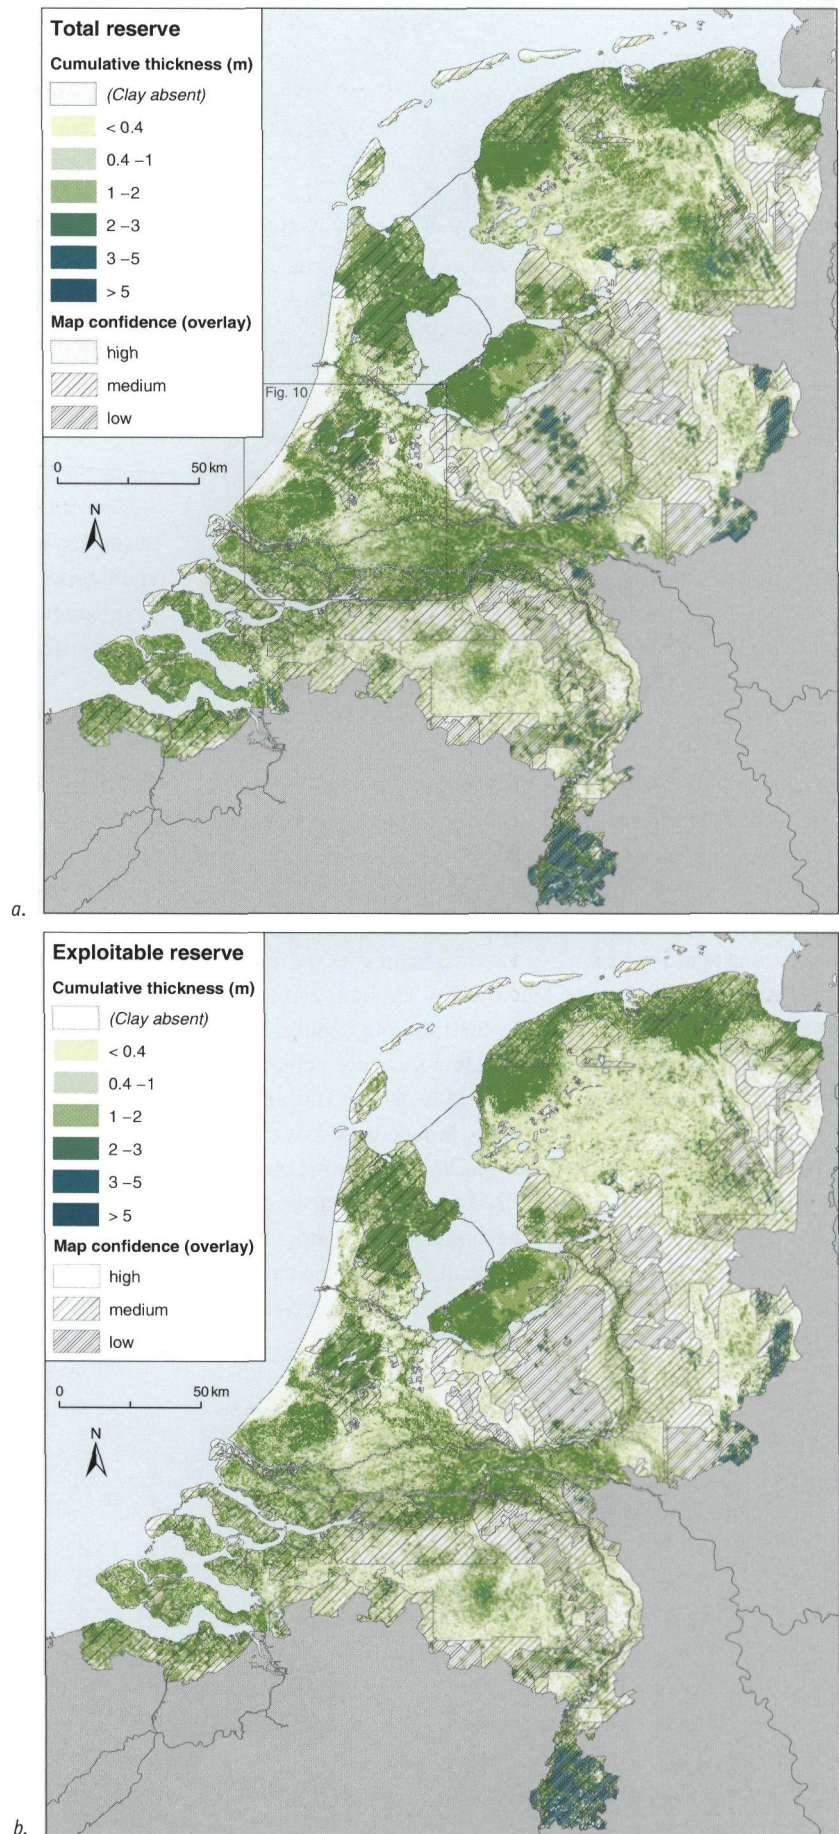 Total reserve
Cumulative thickness (m)
(Clay absent)
< 0.4
0.4 –1
1 –2
2 –3
3 –5
> 5
Map confidence (overlay)
high
medium
low
Fig. 10
0 50 km
N
a.
Exploitable reserve
Cumulative thickness (m)
(Clay absent)
< 0.4
0.4 –1
1 –2
2 –3
3 –5
> 5
Map confidence (overlay)
high
medium
low
0 50 km
N
b.